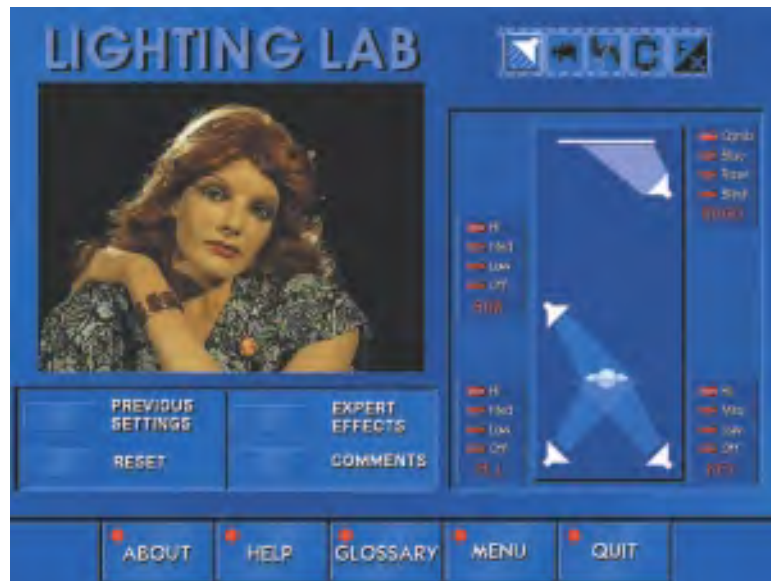 LIGHTING LAB
Hi
Med
Low
Off
Hi
Med
Low
Off
Hi
Low
Off
KEY
PREVIOUS
SETTINGS
EXPERT
EFFECTS
RESET
COMMENTS
ABOUT
HELP
GLOSSARY
MENU
QUIT